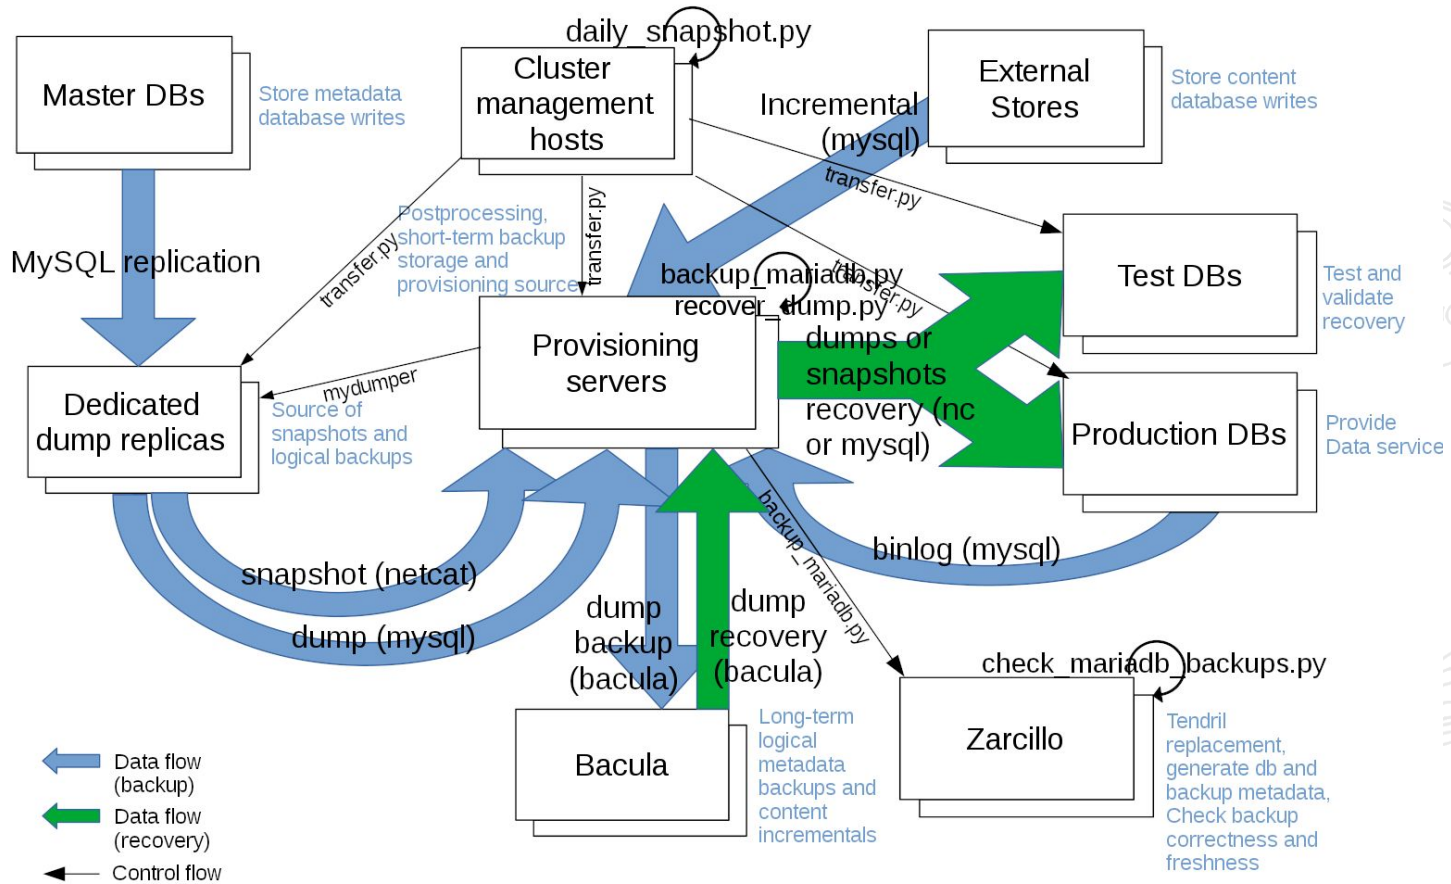 daily_snapshot.py
Master DBs
Store metadata
database writes
Cluster
management
hosts
External
Stores
Store content
database writes
Incremental
(mysql)
transfer.py
MySQL replication
transfer.py
Postprocessing,
short-term backup
storage and
provisioning source
transfer.py
transfer.py
backup_mariadb.py
recover_dump.py
Test DBs
Test and
validate
recovery
Provisioning
servers
dumps or
snapshots
recovery (nc
or mysql)
mydumper
Dedicated
dump replicas
Source of
snapshots and
logical backups
Production DBs
Provide
Data service
snapshot (netcat)
dump (mysql)
dump
backup
(bacula)
dump
recovery
(bacula)
backup_mariadb.py
binlog (mysql)
check_mariadb_backups.py
Bacula
Long-term
logical
metadata
backups and
content
incrementals
Zarcillo
Tendril
replacement,
generate db and
backup metadata,
Check backup
correctness and
freshness
Data flow
(backup)
Data flow
(recovery)
Control flow